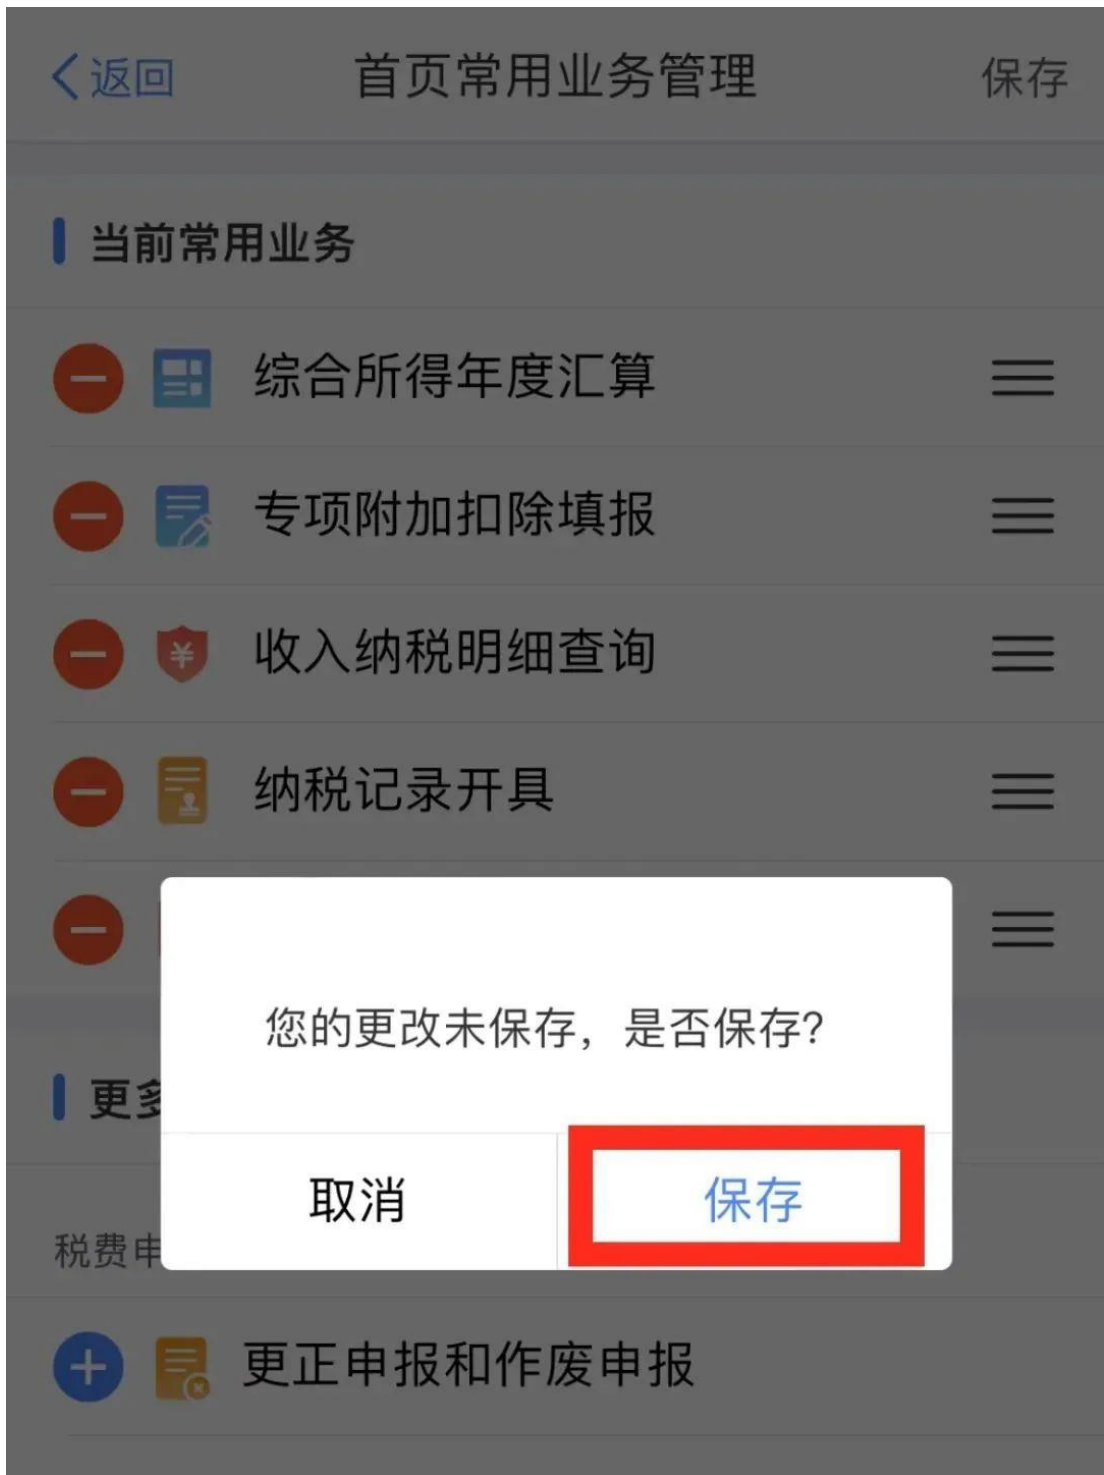 返回
首页常用业务管理
保存
当前常用业务
综合所得年度汇算
专项附加扣除填报
收入纳税明细查询
¥
纳税记录开具
您的更改未保存，是否保存？
更多
取消
保存
税费申
更正申报和作废申报